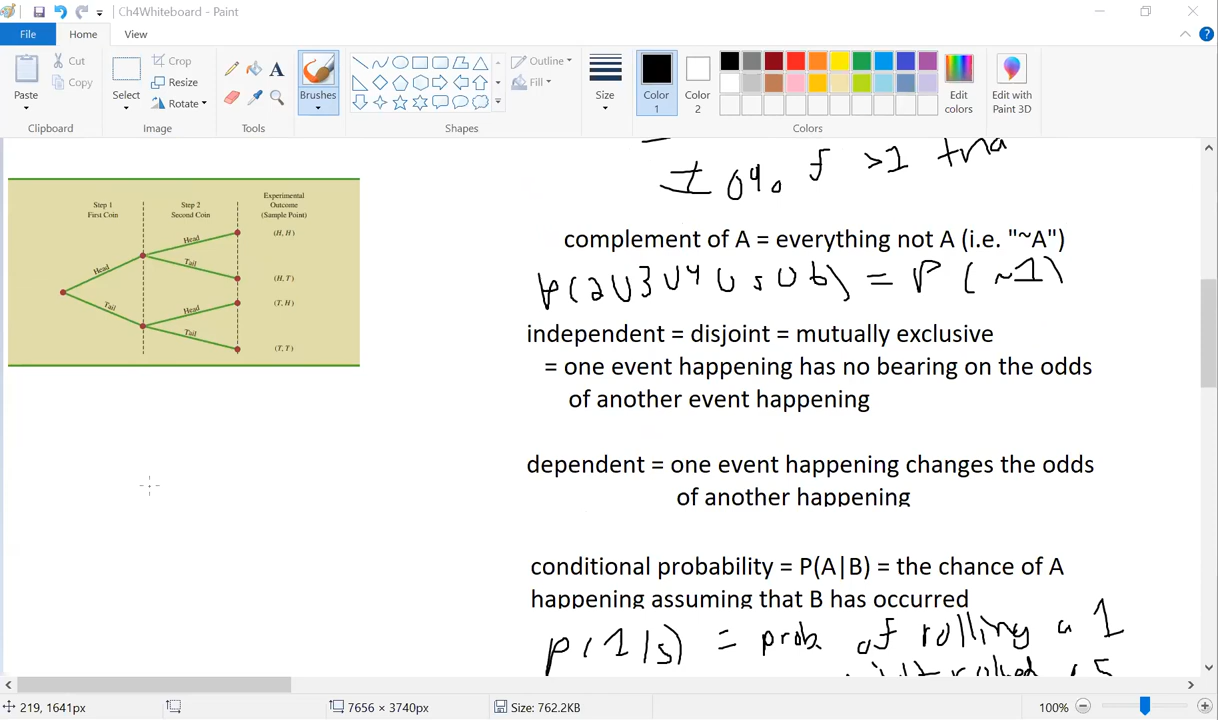 Ch4Whiteboard - Paint
File
Home
View
Paste
Cut
Copy
Clipboard
Select
Crop
Resize
Rotate
Image
Tools
Brushes
Outline
Fill
Shapes
Size
Color 1
Color 2
Edit colors
Edit with Paint 3D
Colors
Step 1
First Coin
Step 2
Second Coin
Experimental
Outcome
(Sample Point)
Head
Tail
Head
Tail
Head
Tail
(H, H)
(H, T)
(T, H)
(T, T)
>1
complement of A = everything not A (i.e. "~A")
P(2∪3∪4∪5∪6) = P(~1)
independent = disjoint = mutually exclusive
= one event happening has no bearing on the odds
of another event happening
dependent = one event happening changes the odds
of another happening
conditional probability = P(A|B) = the chance of A
happening assuming that B has occurred
P(1|5) = prob of rolling a 1
219, 1641px
7656 × 3740px
Size: 762.2KB
100%